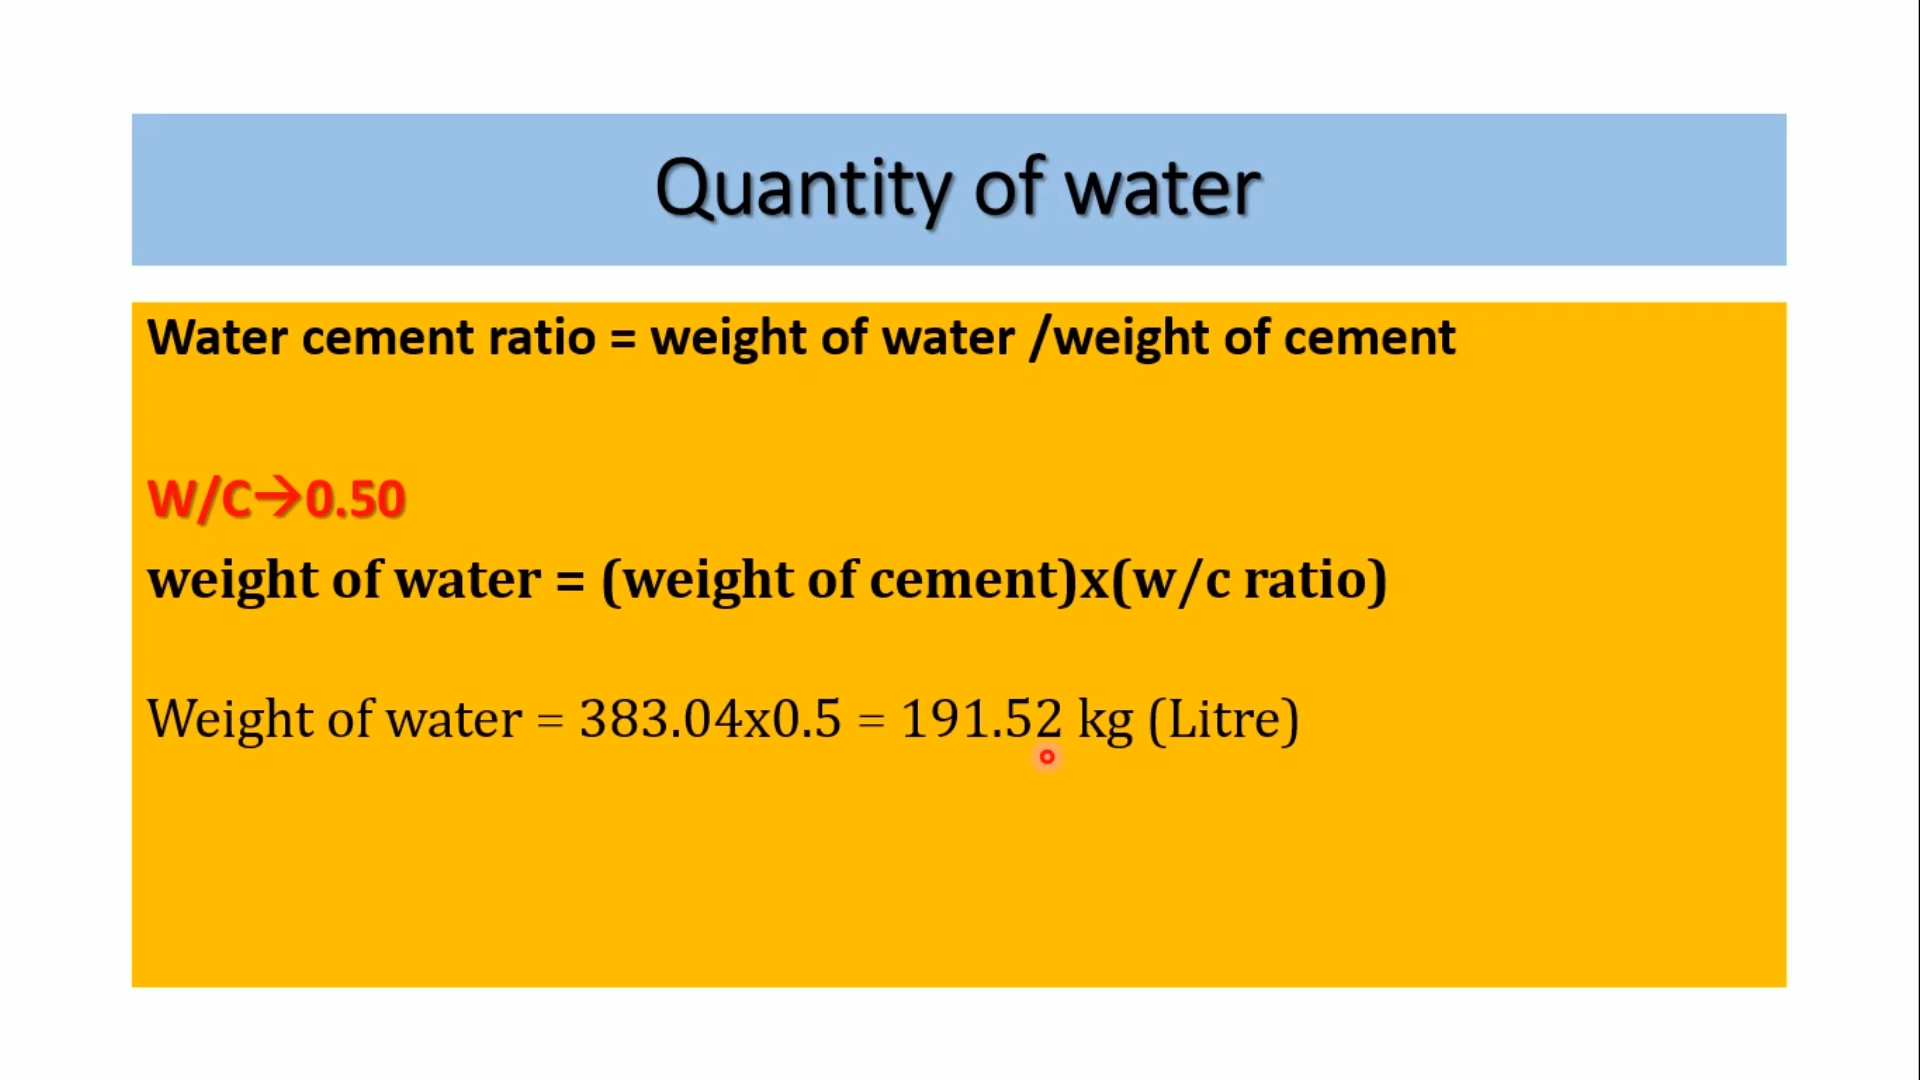 Quantity of water
Water cement ratio = weight of water /weight of cement
W/C→0.50
weight of water = (weight of cement)x(w/c ratio)
Weight of water = 383.04x0.5 = 191.52 kg (Litre)